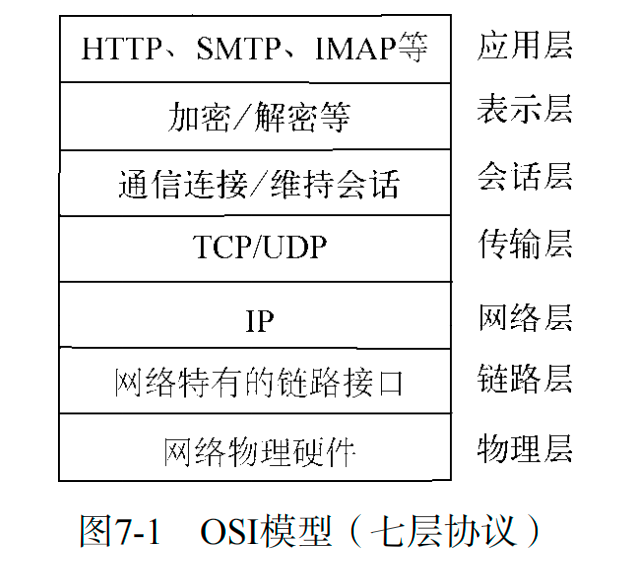 HTTP、SMTP、IMAP等 应用层
加密/解密等 表示层
通信连接/维持会话 会话层
TCP/UDP 传输层
IP 网络层
网络特有的链路接口 链路层
网络物理硬件 物理层
图7-1 OSI模型（七层协议）